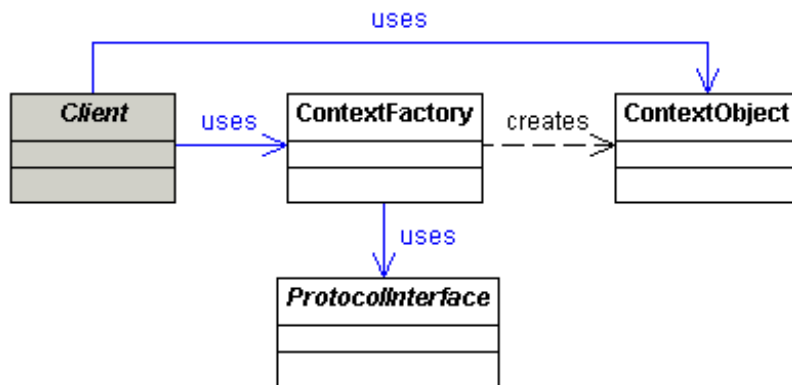 uses
Client
uses
ContextFactory
creates
ContextObject
uses
ProtocolInterface